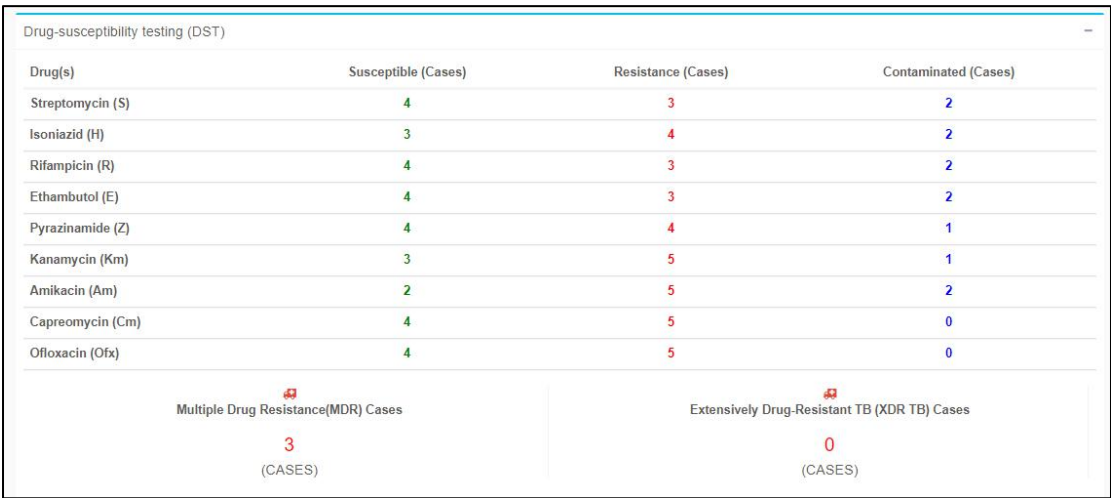 Drug-susceptibility testing (DST) −
Drug(s) Susceptible (Cases) Resistance (Cases) Contaminated (Cases)
Streptomycin (S) 4 3 2
Isoniazid (H) 3 4 2
Rifampicin (R) 4 3 2
Ethambutol (E) 4 3 2
Pyrazinamide (Z) 4 4 1
Kanamycin (Km) 3 5 1
Amikacin (Am) 2 5 2
Capreomycin (Cm) 4 5 0
Ofloxacin (Ofx) 4 5 0
Multiple Drug Resistance(MDR) Cases Extensively Drug-Resistant TB (XDR TB) Cases
3 0
(CASES) (CASES)